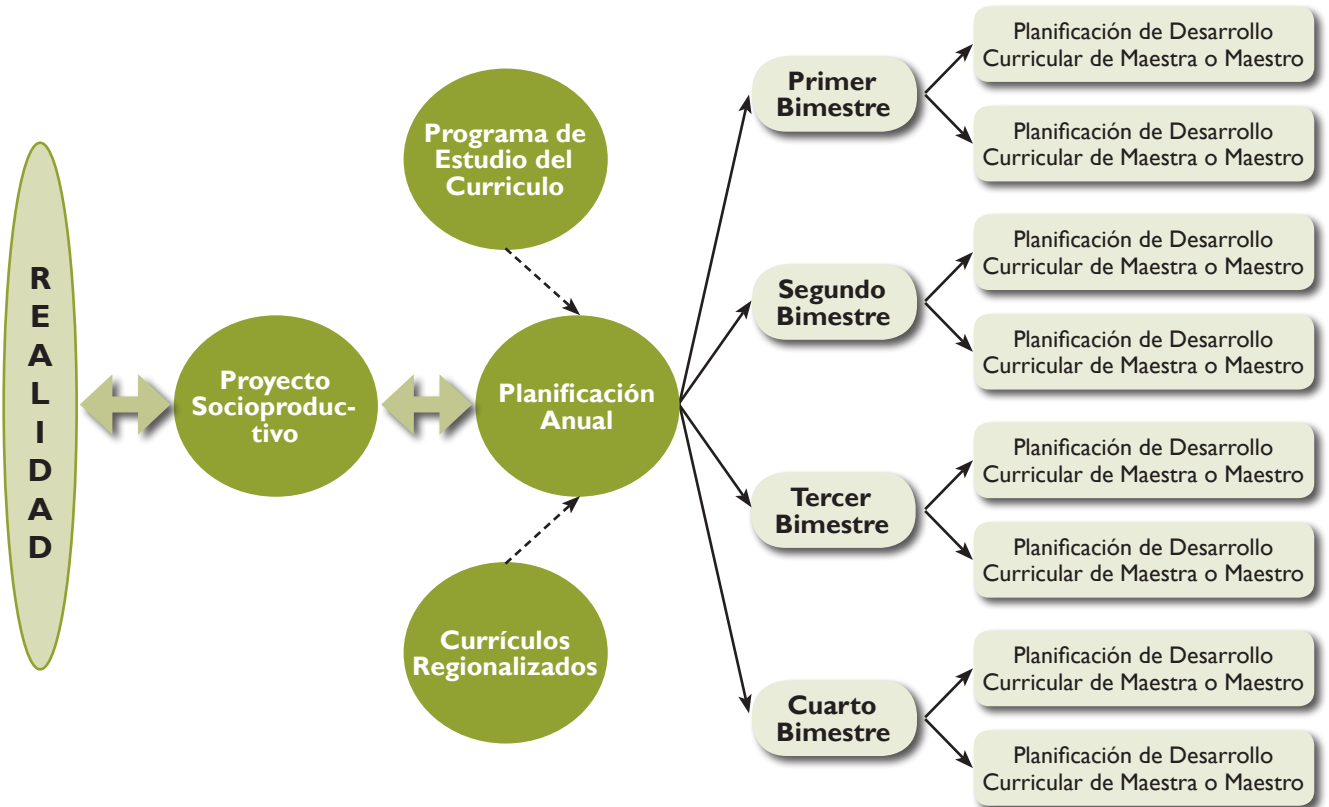 R
E
A
L
I
D
A
D
Proyecto
Socioproduc-
tivo
Programa de
Estudio del
Curriculo
Planificación
Anual
Currículos
Regionalizados
Primer
Bimestre
Planificación de Desarrollo
Curricular de Maestra o Maestro
Planificación de Desarrollo
Curricular de Maestra o Maestro
Segundo
Bimestre
Planificación de Desarrollo
Curricular de Maestra o Maestro
Planificación de Desarrollo
Curricular de Maestra o Maestro
Tercer
Bimestre
Planificación de Desarrollo
Curricular de Maestra o Maestro
Planificación de Desarrollo
Curricular de Maestra o Maestro
Cuarto
Bimestre
Planificación de Desarrollo
Curricular de Maestra o Maestro
Planificación de Desarrollo
Curricular de Maestra o Maestro